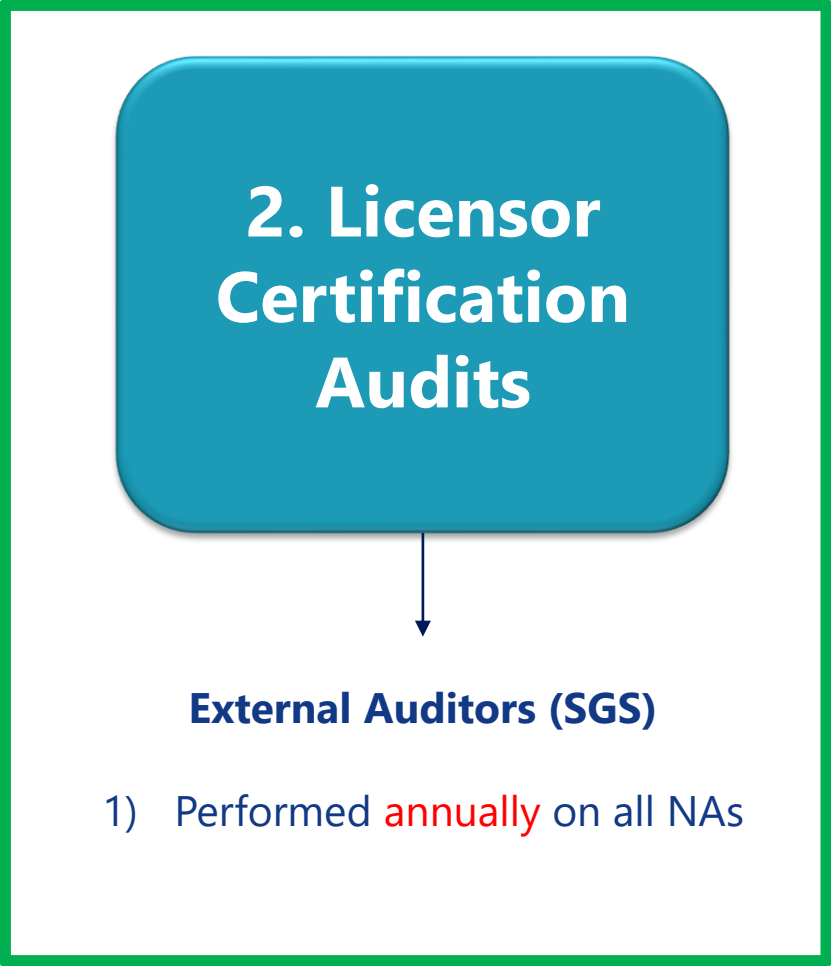 2. Licensor
Certification
Audits
External Auditors (SGS)
1) Performed annually on all NAs